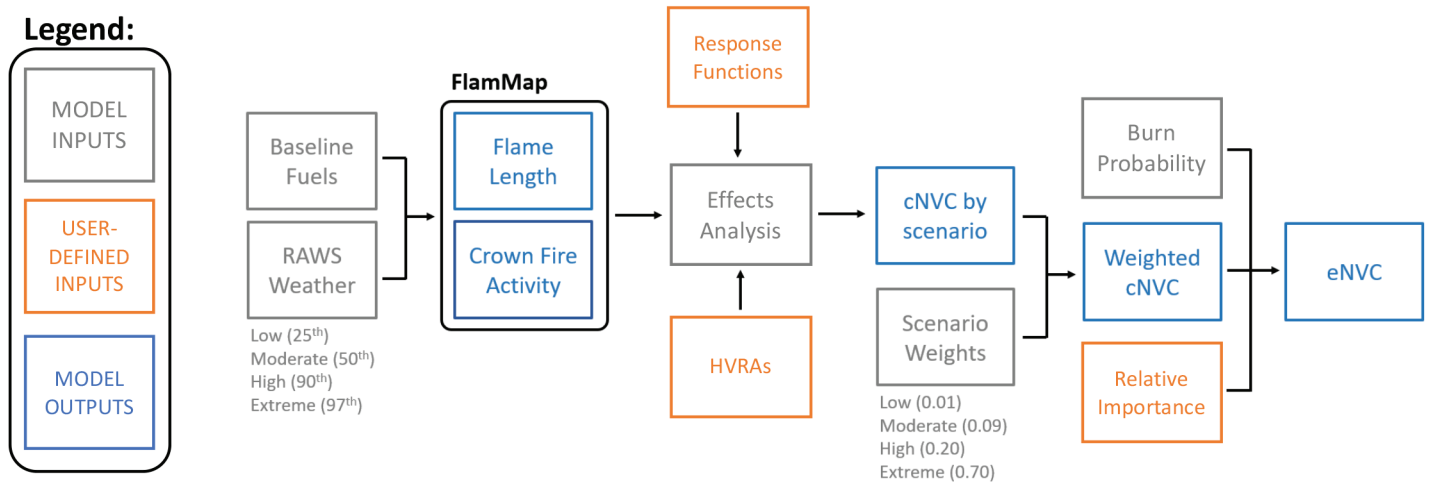 Legend:
MODEL
INPUTS
USER-
DEFINED
INPUTS
MODEL
OUTPUTS
Baseline
Fuels
RAWS
Weather
Low (25th)
Moderate (50th)
High (90th)
Extreme (97th)
FlamMap
Flame
Length
Crown Fire
Activity
Response
Functions
Effects
Analysis
HVRAs
cNVC by
scenario
Scenario
Weights
Low (0.01)
Moderate (0.09)
High (0.20)
Extreme (0.70)
Burn
Probability
Weighted
cNVC
Relative
Importance
eNVC